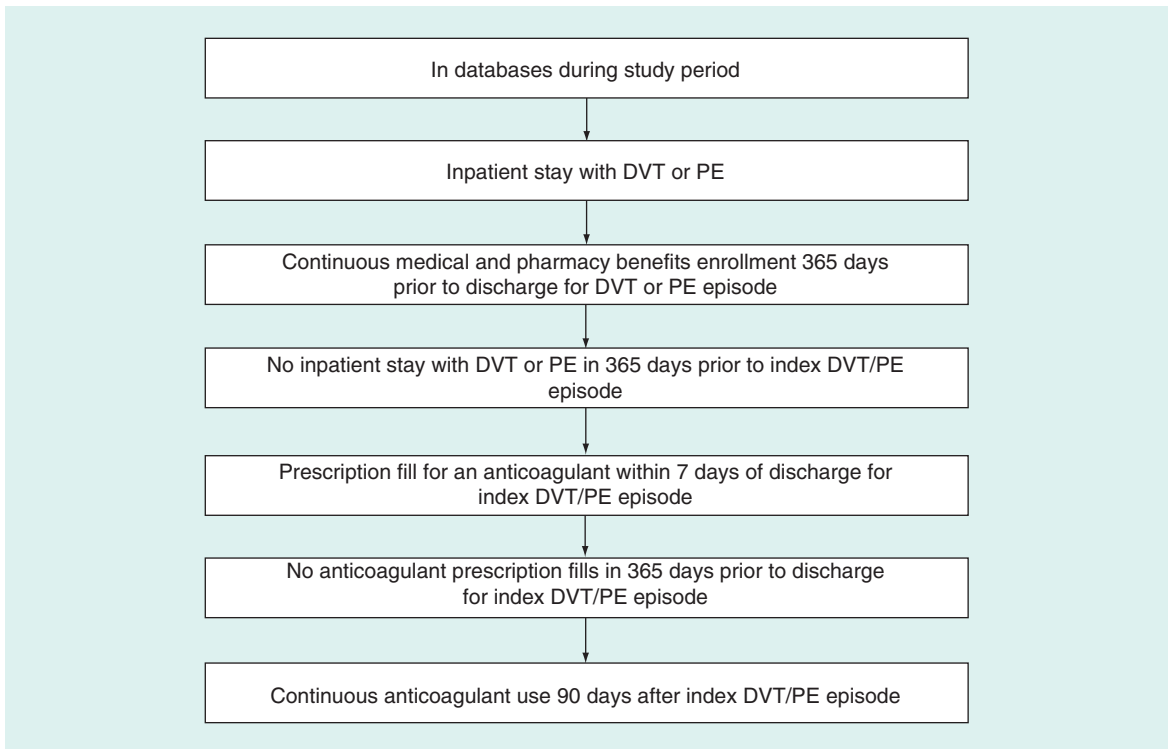 In databases during study period
Inpatient stay with DVT or PE
Continuous medical and pharmacy benefits enrollment 365 days
prior to discharge for DVT or PE episode
No inpatient stay with DVT or PE in 365 days prior to index DVT/PE
episode
Prescription fill for an anticoagulant within 7 days of discharge for
index DVT/PE episode
No anticoagulant prescription fills in 365 days prior to discharge
for index DVT/PE episode
Continuous anticoagulant use 90 days after index DVT/PE episode